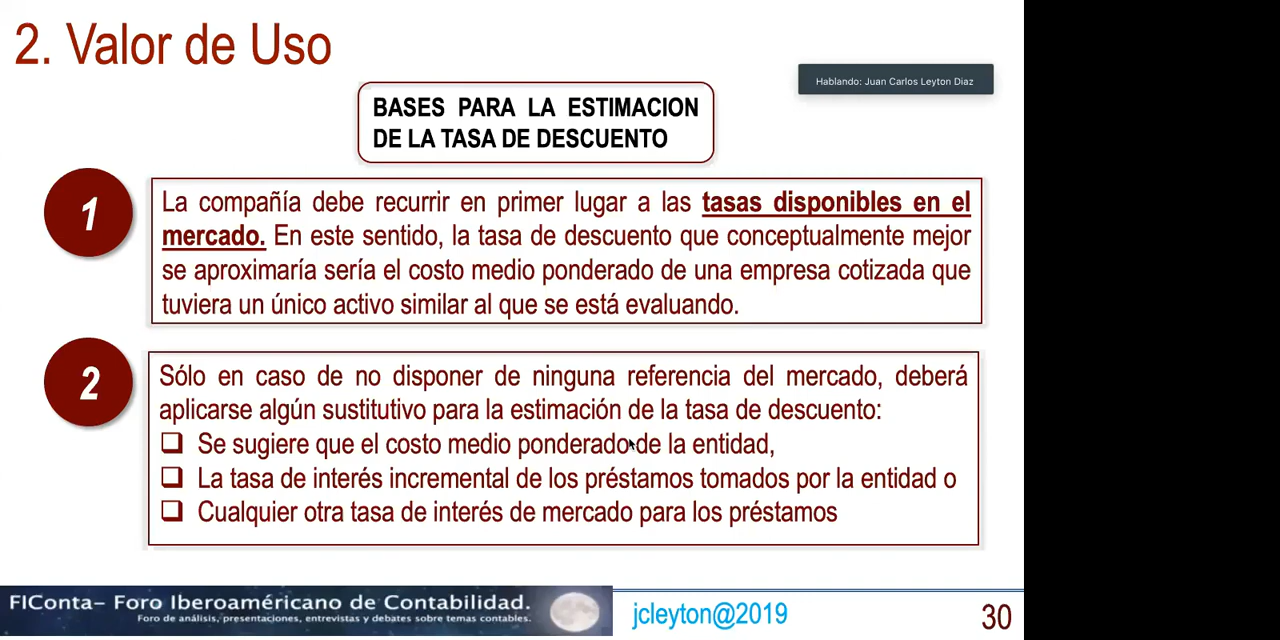 2. Valor de Uso
Hablando: Juan Carlos Leyton Diaz
BASES PARA LA ESTIMACION
DE LA TASA DE DESCUENTO
1
La compañía debe recurrir en primer lugar a las tasas disponibles en el
mercado. En este sentido, la tasa de descuento que conceptualmente mejor
se aproximaría sería el costo medio ponderado de una empresa cotizada que
tuviera un único activo similar al que se está evaluando.
2
Sólo en caso de no disponer de ninguna referencia del mercado, deberá
aplicarse algún sustitutivo para la estimación de la tasa de descuento:
Se sugiere que el costo medio ponderado de la entidad,
La tasa de interés incremental de los préstamos tomados por la entidad o
Cualquier otra tasa de interés de mercado para los préstamos
FIConta– Foro Iberoaméricano de Contabilidad.
Foro de análisis, presentaciones, entrevistas y debates sobre temas contables.
jcleyton@2019
30